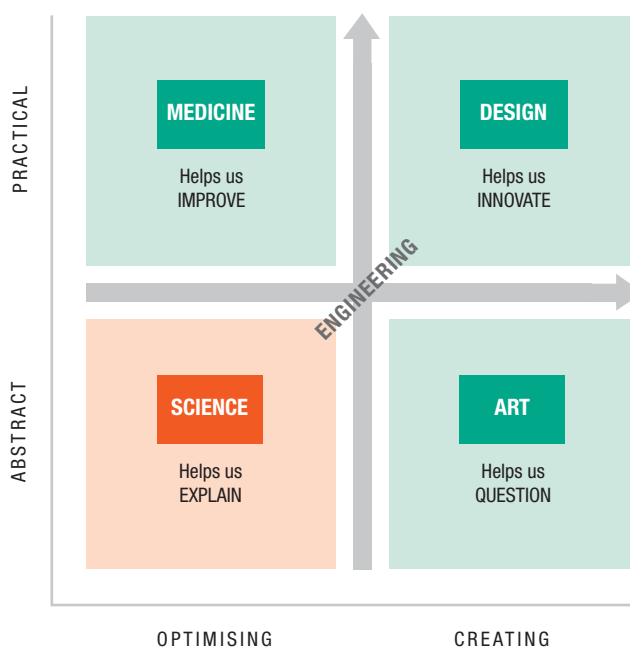 PRACTICAL
MEDICINE
Helps us
IMPROVE
DESIGN
Helps us
INNOVATE
ENGINEERING
ABSTRACT
SCIENCE
Helps us
EXPLAIN
ART
Helps us
QUESTION
OPTIMISING
CREATING